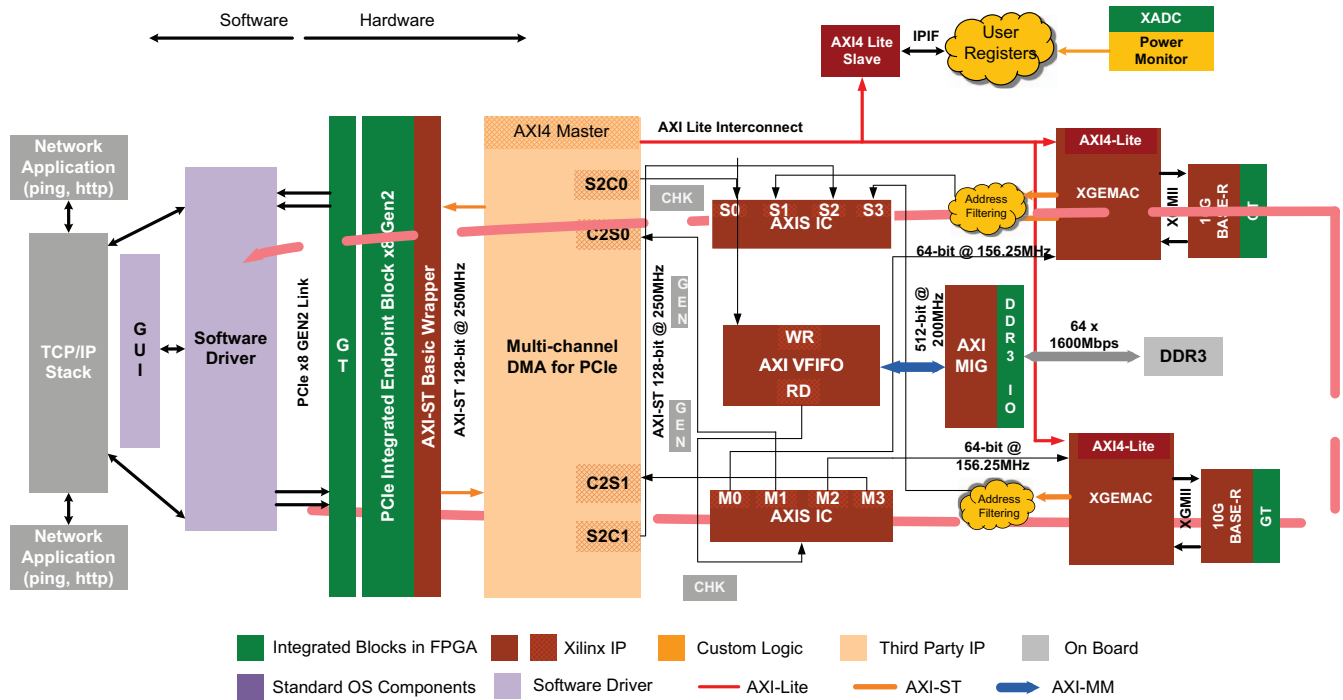 Software
Hardware
XADC
Power
Monitor
AXI4 Lite
Slave
IPIF
User
Registers
Network
Application
(ping, http)
TCP/IP
Stack
Network
Application
(ping, http)
G
U
I
Software
Driver
PCIe x8 GEN2 Link
G
T
PCIe Integrated Endpoint Block x8 Gen2
AXI-ST Basic Wrapper
AXI-ST 128-bit @ 250MHz
AXI4 Master
S2C0
C2S0
Multi-channel
DMA for PCIe
C2S1
S2C1
AXI-ST 128-bit @ 250MHz
AXI Lite Interconnect
CHK
GEN
GEN
CHK
S0 S1 S2 S3
AXIS IC
WR
AXI VFIFO
RD
M0 M1 M2 M3
AXIS IC
512-bit @
200MHz
AXI
MIG
D
D
R
3
I
O
64 x
1600Mbps
DDR3
Address
Filtering
64-bit @ 156.25MHz
AXI4-Lite
XGEMAC
XGMII
10G
BASE-R
GT
64-bit @
156.25MHz
Address
Filtering
AXI4-Lite
XGEMAC
XGMII
10G
BASE-R
GT
Integrated Blocks in FPGA
Xilinx IP
Custom Logic
Third Party IP
On Board
Standard OS Components
Software Driver
AXI-Lite
AXI-ST
AXI-MM